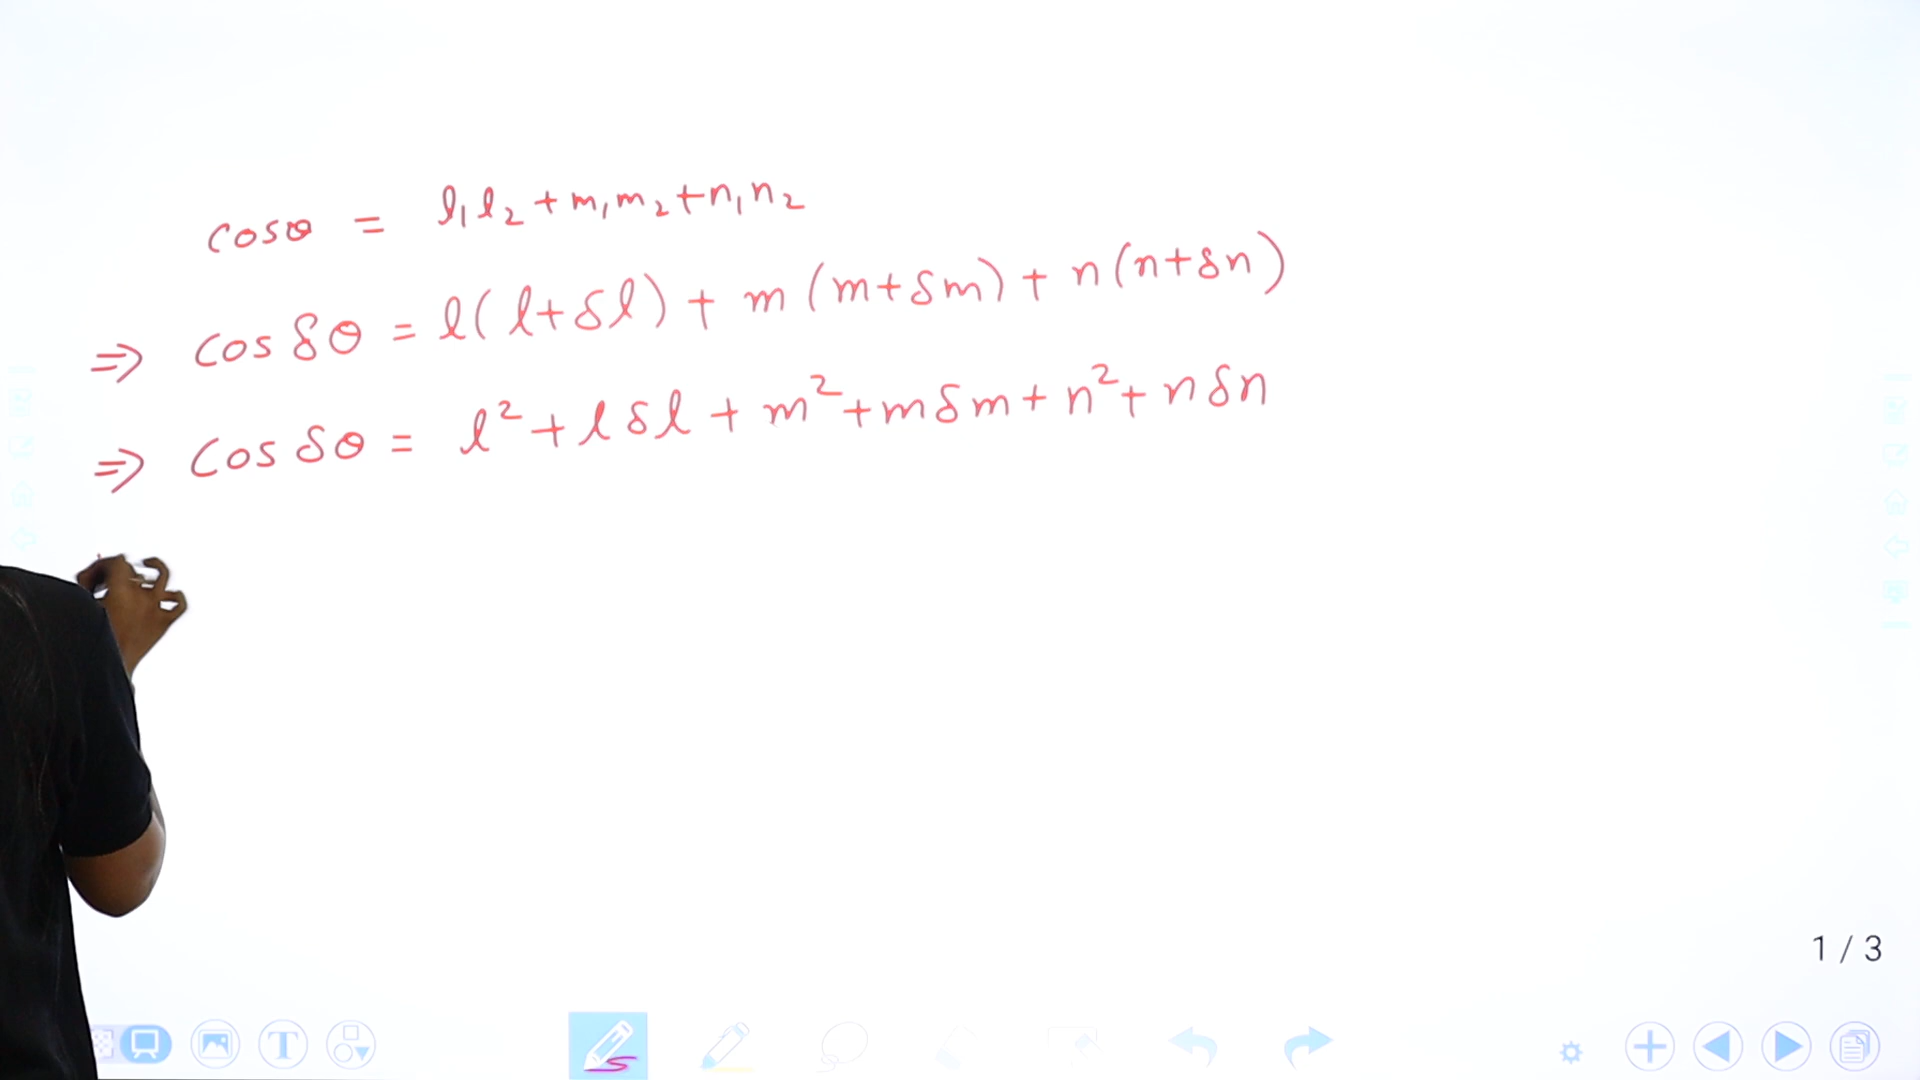 cosθ = l₁l₂ + m₁m₂ + n₁n₂
⇒ cos δθ = l(l+δl) + m(m+δm) + n(n+δn)
⇒ cos δθ = l² + lδl + m² + mδm + n² + nδn
1 / 3
T